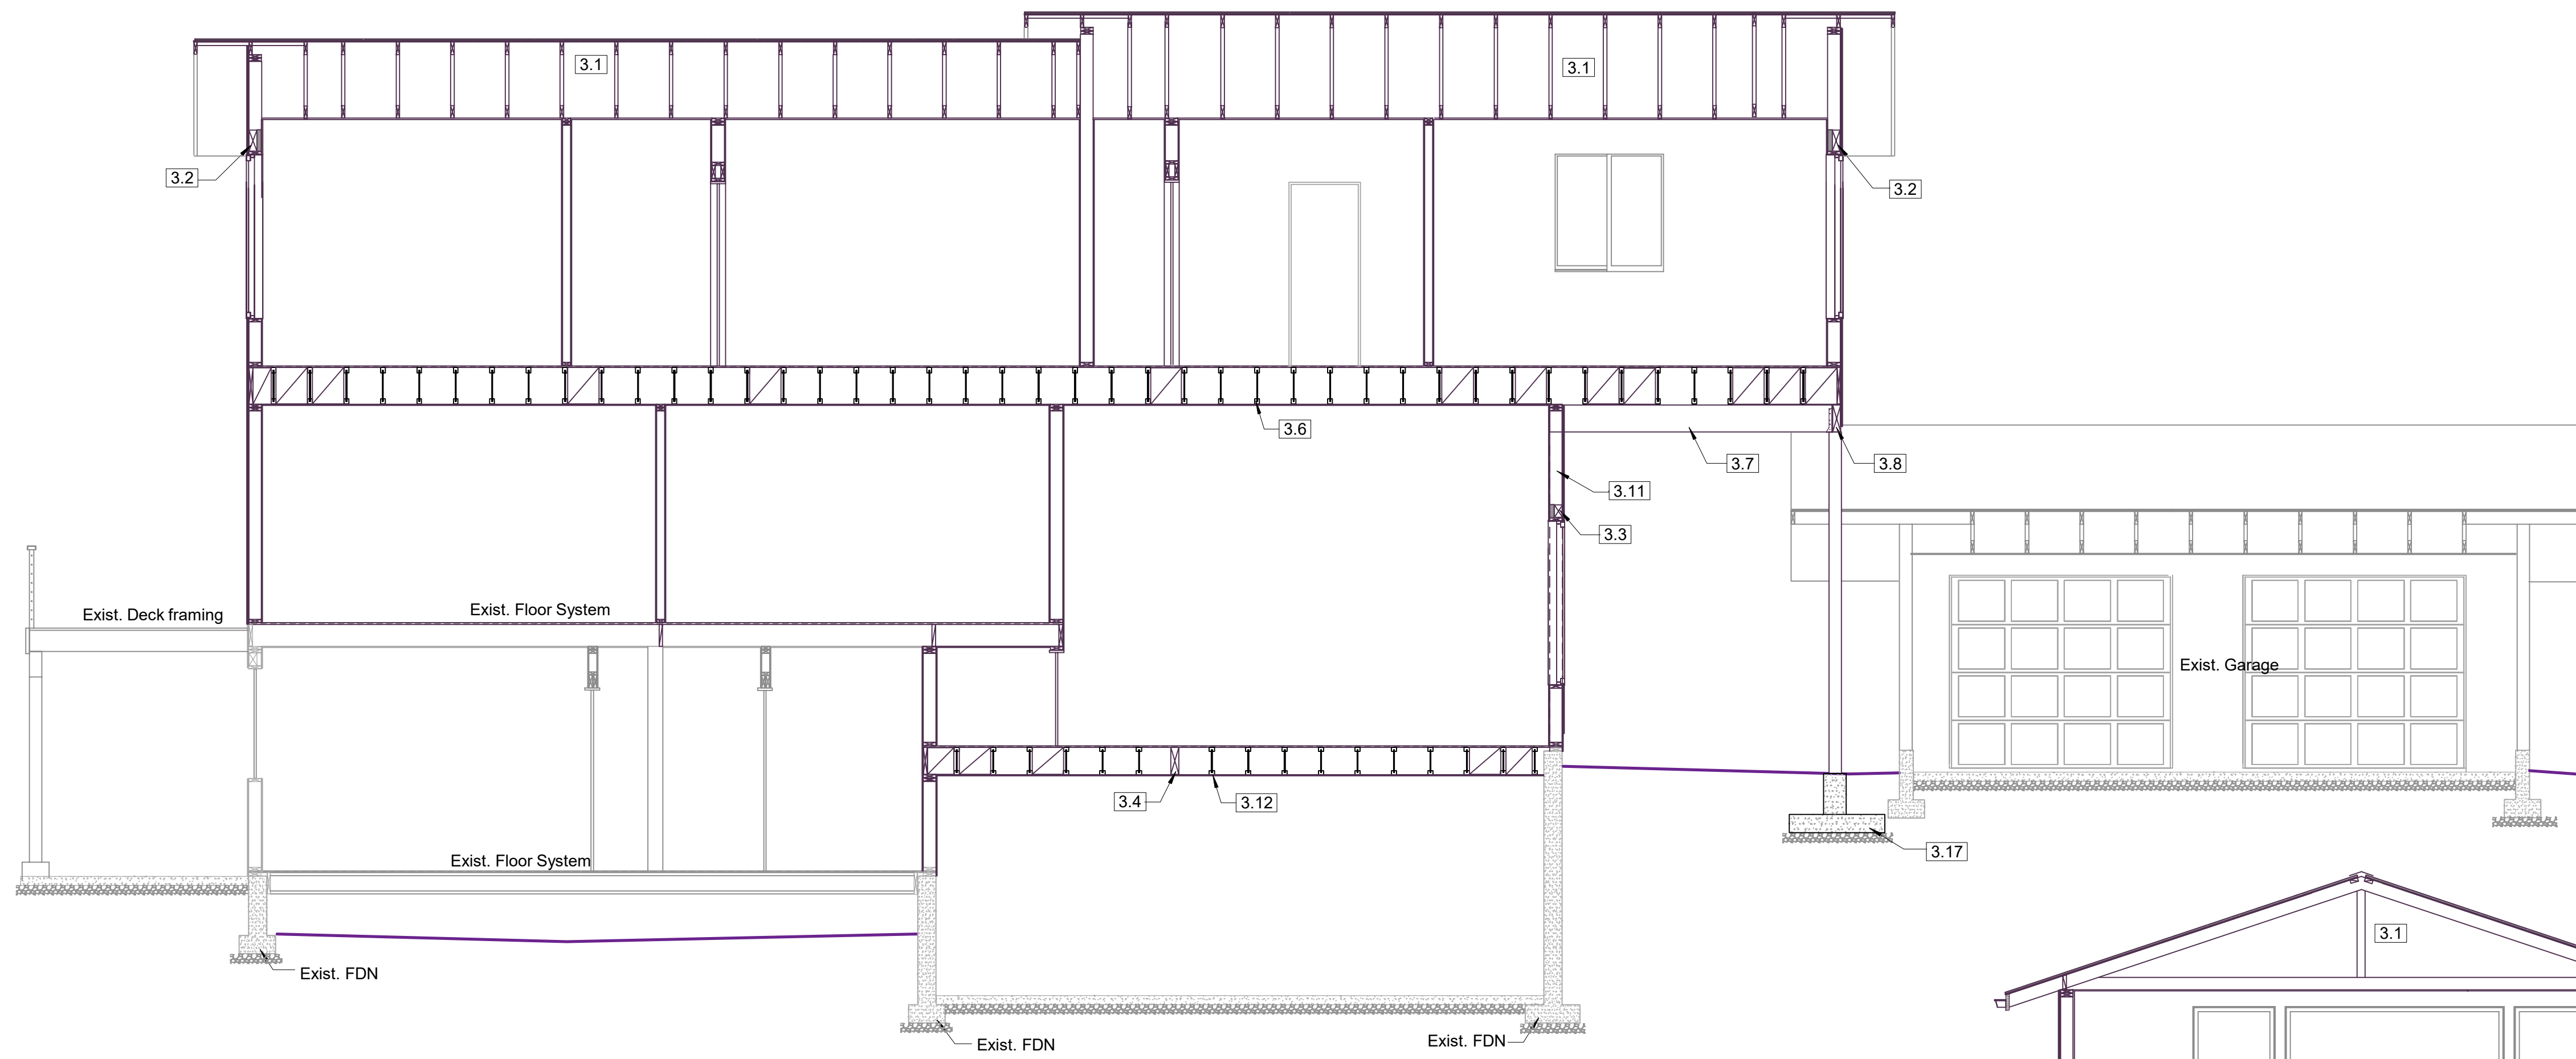 3.1
3.1
3.2
3.2
3.6
3.7
3.8
3.11
3.3
Exist. Deck framing
Exist. Floor System
Exist. Garage
3.4
3.12
3.17
Exist. Floor System
3.1
Exist. FDN
Exist. FDN
Exist. FDN